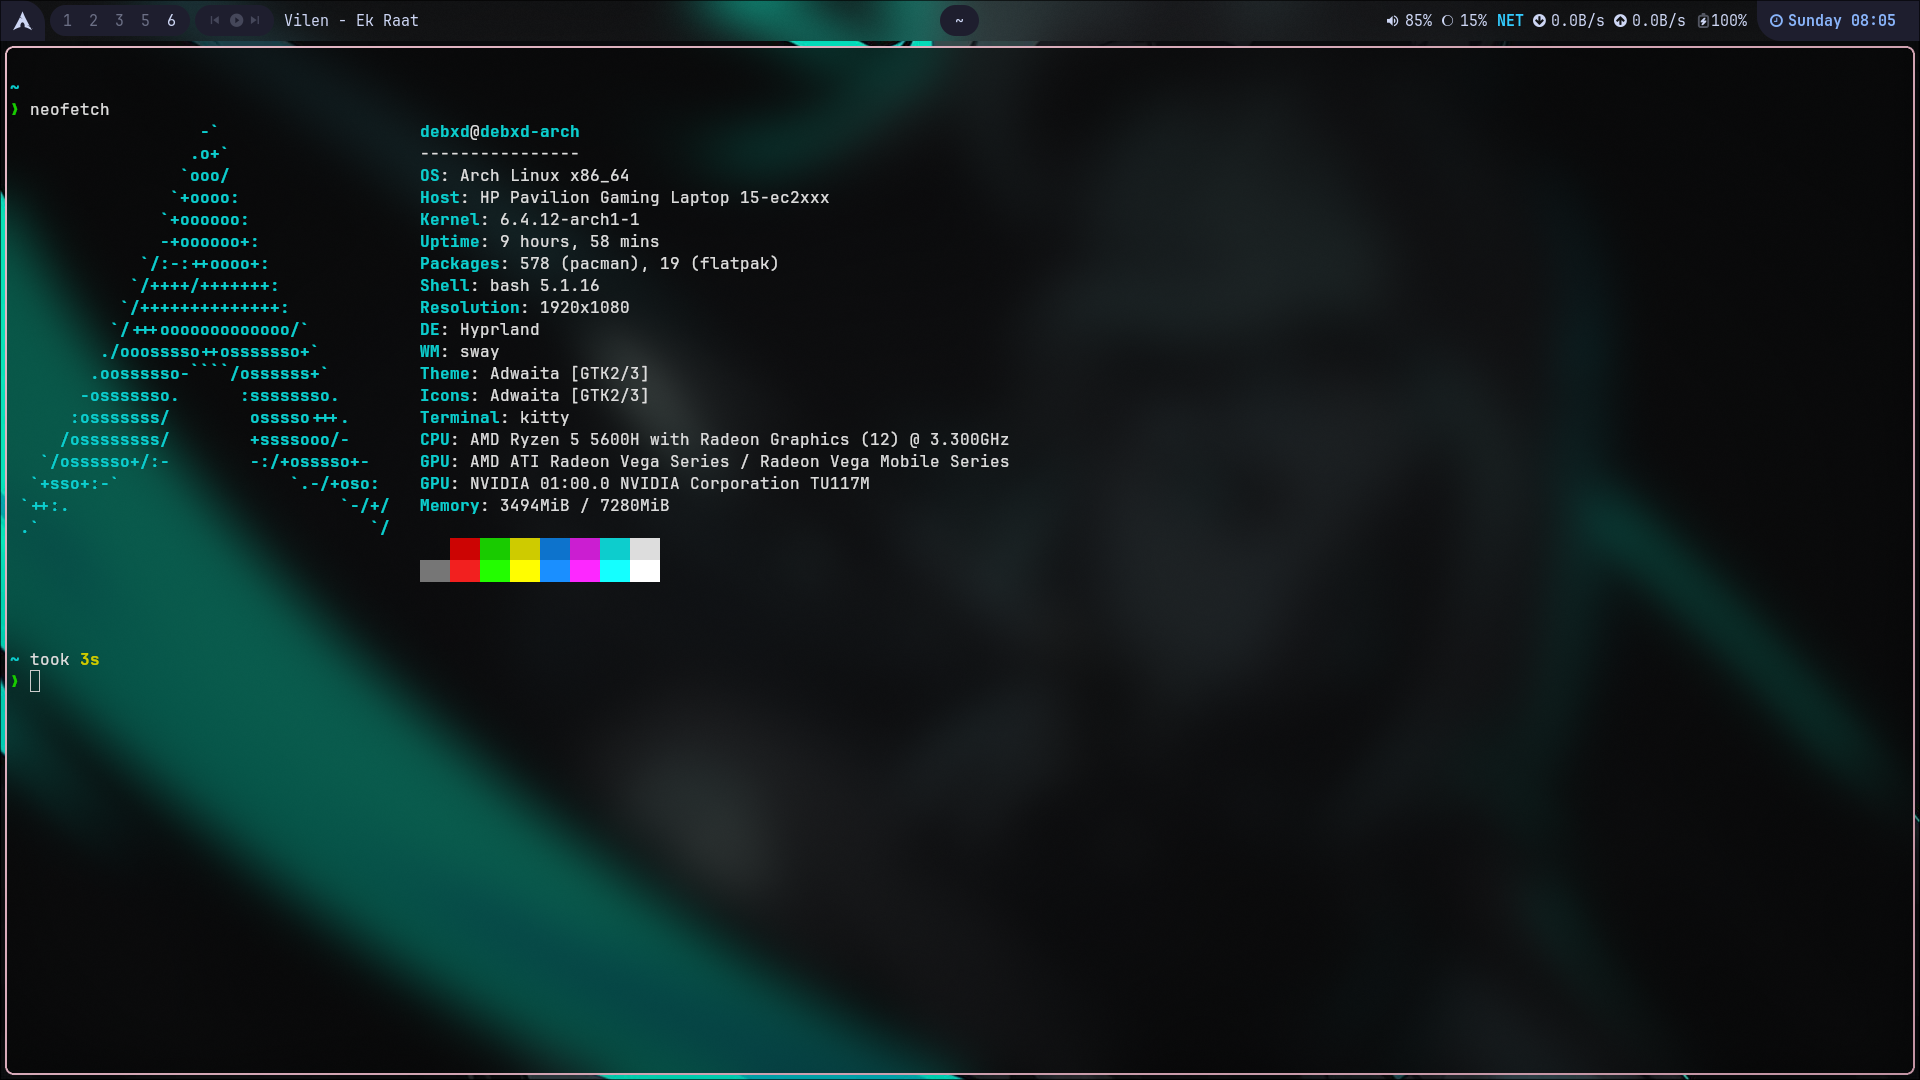 1 2 3 5 6 Vilen - Ek Raat ~ 85% 15% NET 0.0B/s 0.0B/s 100% Sunday 08:05
~
❯ neofetch
-` debxd@debxd-arch
.o+` ----------------
`ooo/ OS: Arch Linux x86_64
`+oooo: Host: HP Pavilion Gaming Laptop 15-ec2xxx
`+oooooo: Kernel: 6.4.12-arch1-1
-+oooooo+: Uptime: 9 hours, 58 mins
`/:-:++oooo+: Packages: 578 (pacman), 19 (flatpak)
`/++++/+++++++: Shell: bash 5.1.16
`/++++++++++++++: Resolution: 1920x1080
`/+++ooooooooooooo/` DE: Hyprland
./ooosssso++osssssso+` WM: sway
.oossssso-````/ossssss+` Theme: Adwaita [GTK2/3]
-osssssso. :ssssssso. Icons: Adwaita [GTK2/3]
:osssssss/ osssso+++. Terminal: kitty
/ossssssss/ +ssssooo/- CPU: AMD Ryzen 5 5600H with Radeon Graphics (12) @ 3.300GHz
`/ossssso+/:- -:/+osssso+- GPU: AMD ATI Radeon Vega Series / Radeon Vega Mobile Series
`+sso+:-` `.-/+oso: GPU: NVIDIA 01:00.0 NVIDIA Corporation TU117M
`++:. `-/+/ Memory: 3494MiB / 7280MiB
.` `/
~ took 3s
❯